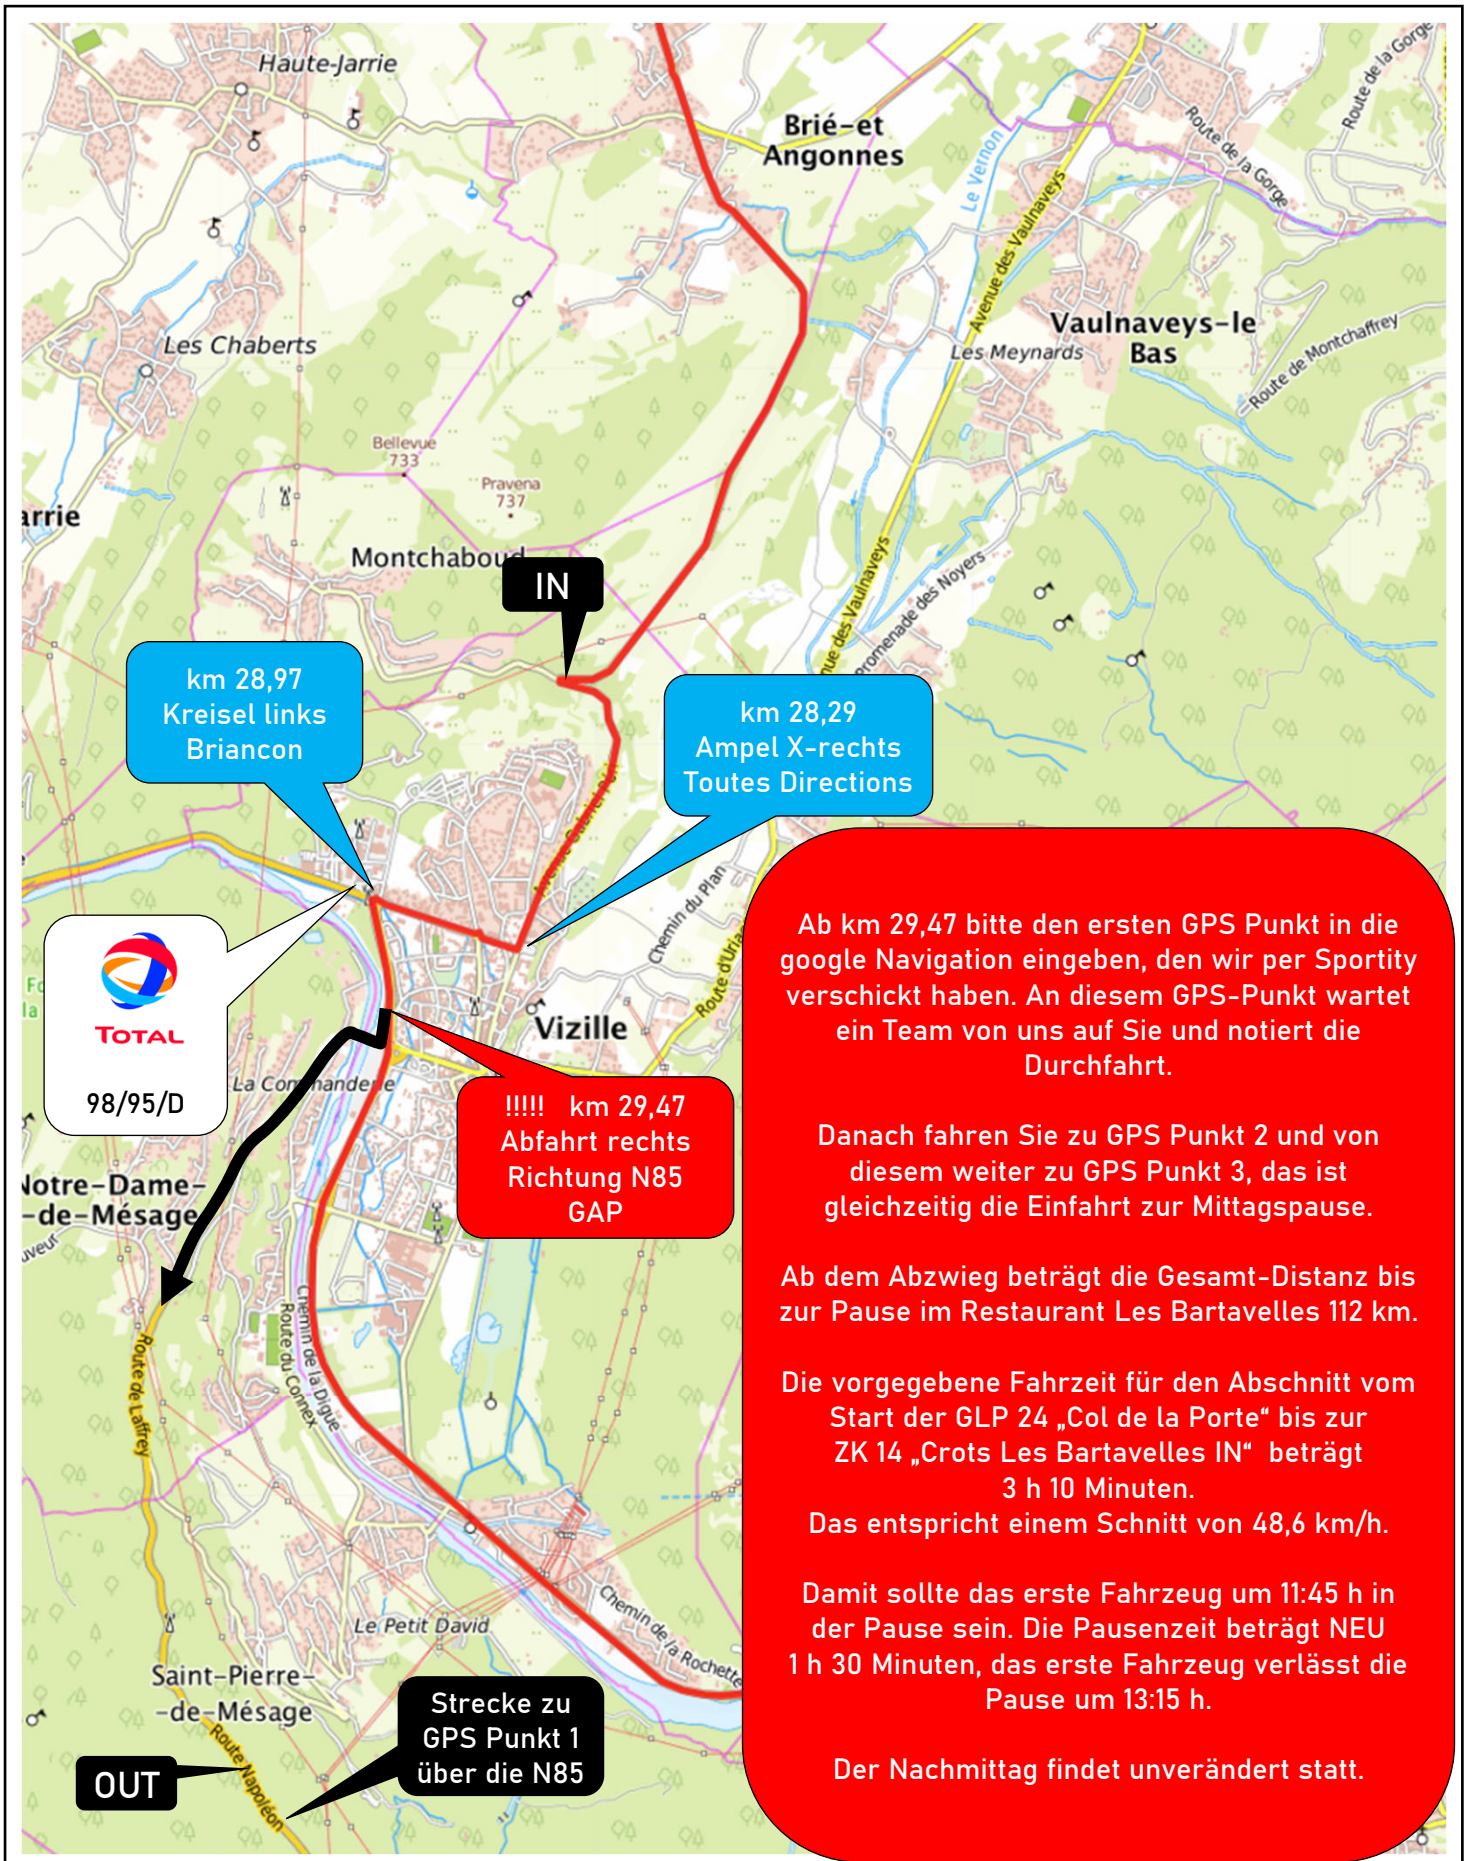 Haute-Jarrie
Brié-et
Angonnes
Le Vernon
Route de la Gorge
Route de la Gorge
Avenue des Vaulnaveys
Les Chaberts
Vaulnaveys-le
Bas
Les Meynards
Route de Montchaffrey
Bellevue
733
Pravena
737
arrie
Montchaboud
IN
nue des Vaulnaveys
Promenade des Noyers
km 28,97
Kreisel links
Briancon
km 28,29
Ampel X-rechts
Toutes Directions
Chemin du Plan
Route d'Uria
TOTAL
98/95/D
Fo
la
Vizille
La Commanderie
!!!!! km 29,47
Abfahrt rechts
Richtung N85
GAP
Notre-Dame-
-de-Mésage
uveur
Chemin de la Digue
Route du Connex
Route de Laffrey
Ab km 29,47 bitte den ersten GPS Punkt in die
google Navigation eingeben, den wir per Sportity
verschickt haben. An diesem GPS-Punkt wartet
ein Team von uns auf Sie und notiert die
Durchfahrt.
Danach fahren Sie zu GPS Punkt 2 und von
diesem weiter zu GPS Punkt 3, das ist
gleichzeitig die Einfahrt zur Mittagspause.
Ab dem Abzwieg beträgt die Gesamt-Distanz bis
zur Pause im Restaurant Les Bartavelles 112 km.
Die vorgegebene Fahrzeit für den Abschnitt vom
Start der GLP 24 „Col de la Porte“ bis zur
ZK 14 „Crots Les Bartavelles IN“ beträgt
3 h 10 Minuten.
Das entspricht einem Schnitt von 48,6 km/h.
Damit sollte das erste Fahrzeug um 11:45 h in
der Pause sein. Die Pausenzeit beträgt NEU
1 h 30 Minuten, das erste Fahrzeug verlässt die
Pause um 13:15 h.
Der Nachmittag findet unverändert statt.
Le Petit David
Chemin de la Rochette
Saint-Pierre-
-de-Mésage
Route Napoléon
Strecke zu
GPS Punkt 1
über die N85
OUT